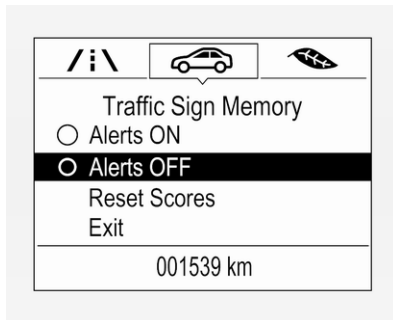 Traffic Sign Memory
Alerts ON
Alerts OFF
Reset Scores
Exit
001539 km